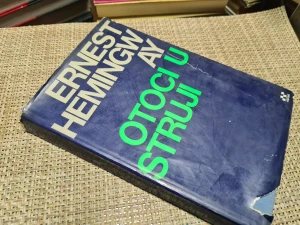 ERNEST
HEMINGW
AY
OTOCI U
STRUJI